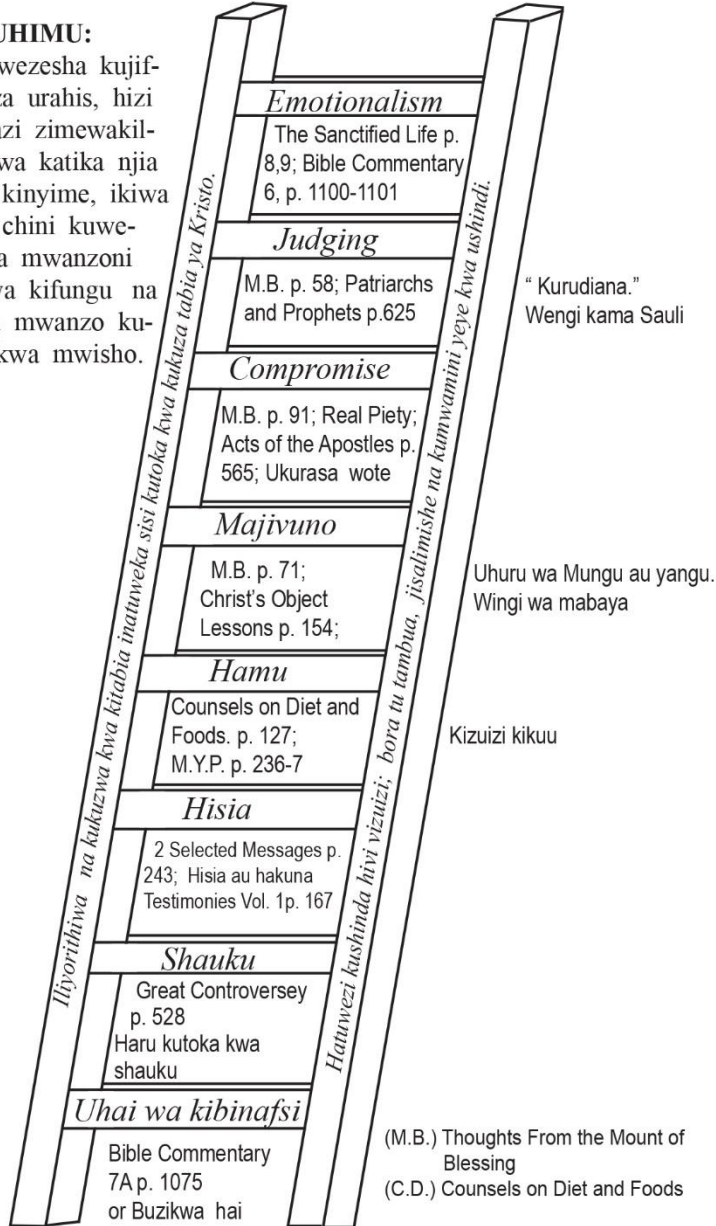 UHIMU:
wezesha kujif-
za urahis, hizi
zi zimewakil-
wa katika njia
kinyime, ikiwa
chini kuwe-
a mwanzoni
wa kifungu na
mwanzo ku-
kwa mwisho.
Iliyorithiwa na kukuzwa kwa kitabia inatuweka sisi kutoka kwa kukuza tabia ya Kristo.
Emotionalism
The Sanctified Life p.
8,9; Bible Commentary
6, p. 1100-1101
Judging
M.B. p. 58; Patriarchs
and Prophets p.625
Compromise
M.B. p. 91; Real Piety;
Acts of the Apostles p.
565; Ukurasa wote
Majivuno
M.B. p. 71;
Christ's Object
Lessons p. 154;
Hamu
Counsels on Diet and
Foods. p. 127;
M.Y.P. p. 236-7
Hisia
2 Selected Messages p.
243; Hisia au hakuna
Testimonies Vol. 1p. 167
Shauku
Great Controversey
p. 528
Haru kutoka kwa
shauku
Uhai wa kibinafsi
Bible Commentary
7A p. 1075
or Buzikwa hai
Hatuwezi kushinda hivi vizuizi; bora tu tambua, jisalimishe na kumwamini yeye kwa ushindi.
“ Kurudiana.”
Wengi kama Sauli
Uhuru wa Mungu au yangu.
Wingi wa mabaya
Kizuizi kikuu
(M.B.) Thoughts From the Mount of
Blessing
(C.D.) Counsels on Diet and Foods